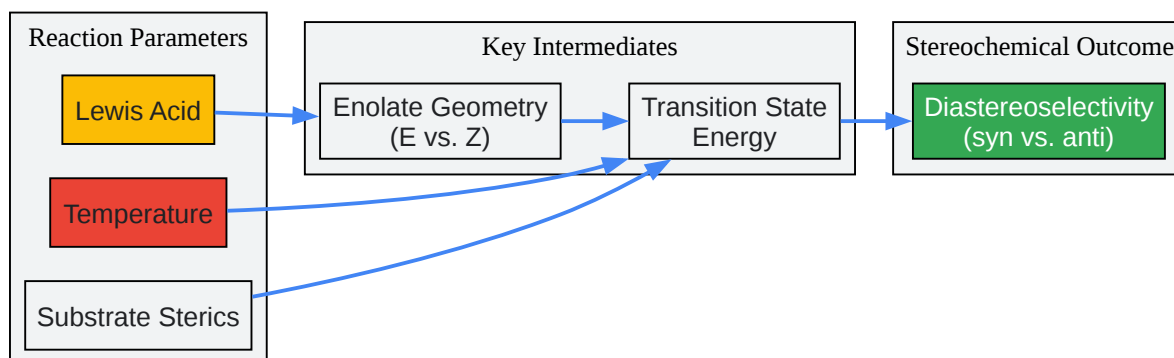 Reaction Parameters
Lewis Acid
Temperature
Substrate Sterics
Key Intermediates
Enolate Geometry
(E vs. Z)
Transition State
Energy
Stereochemical Outcome
Diastereoselectivity
(syn vs. anti)